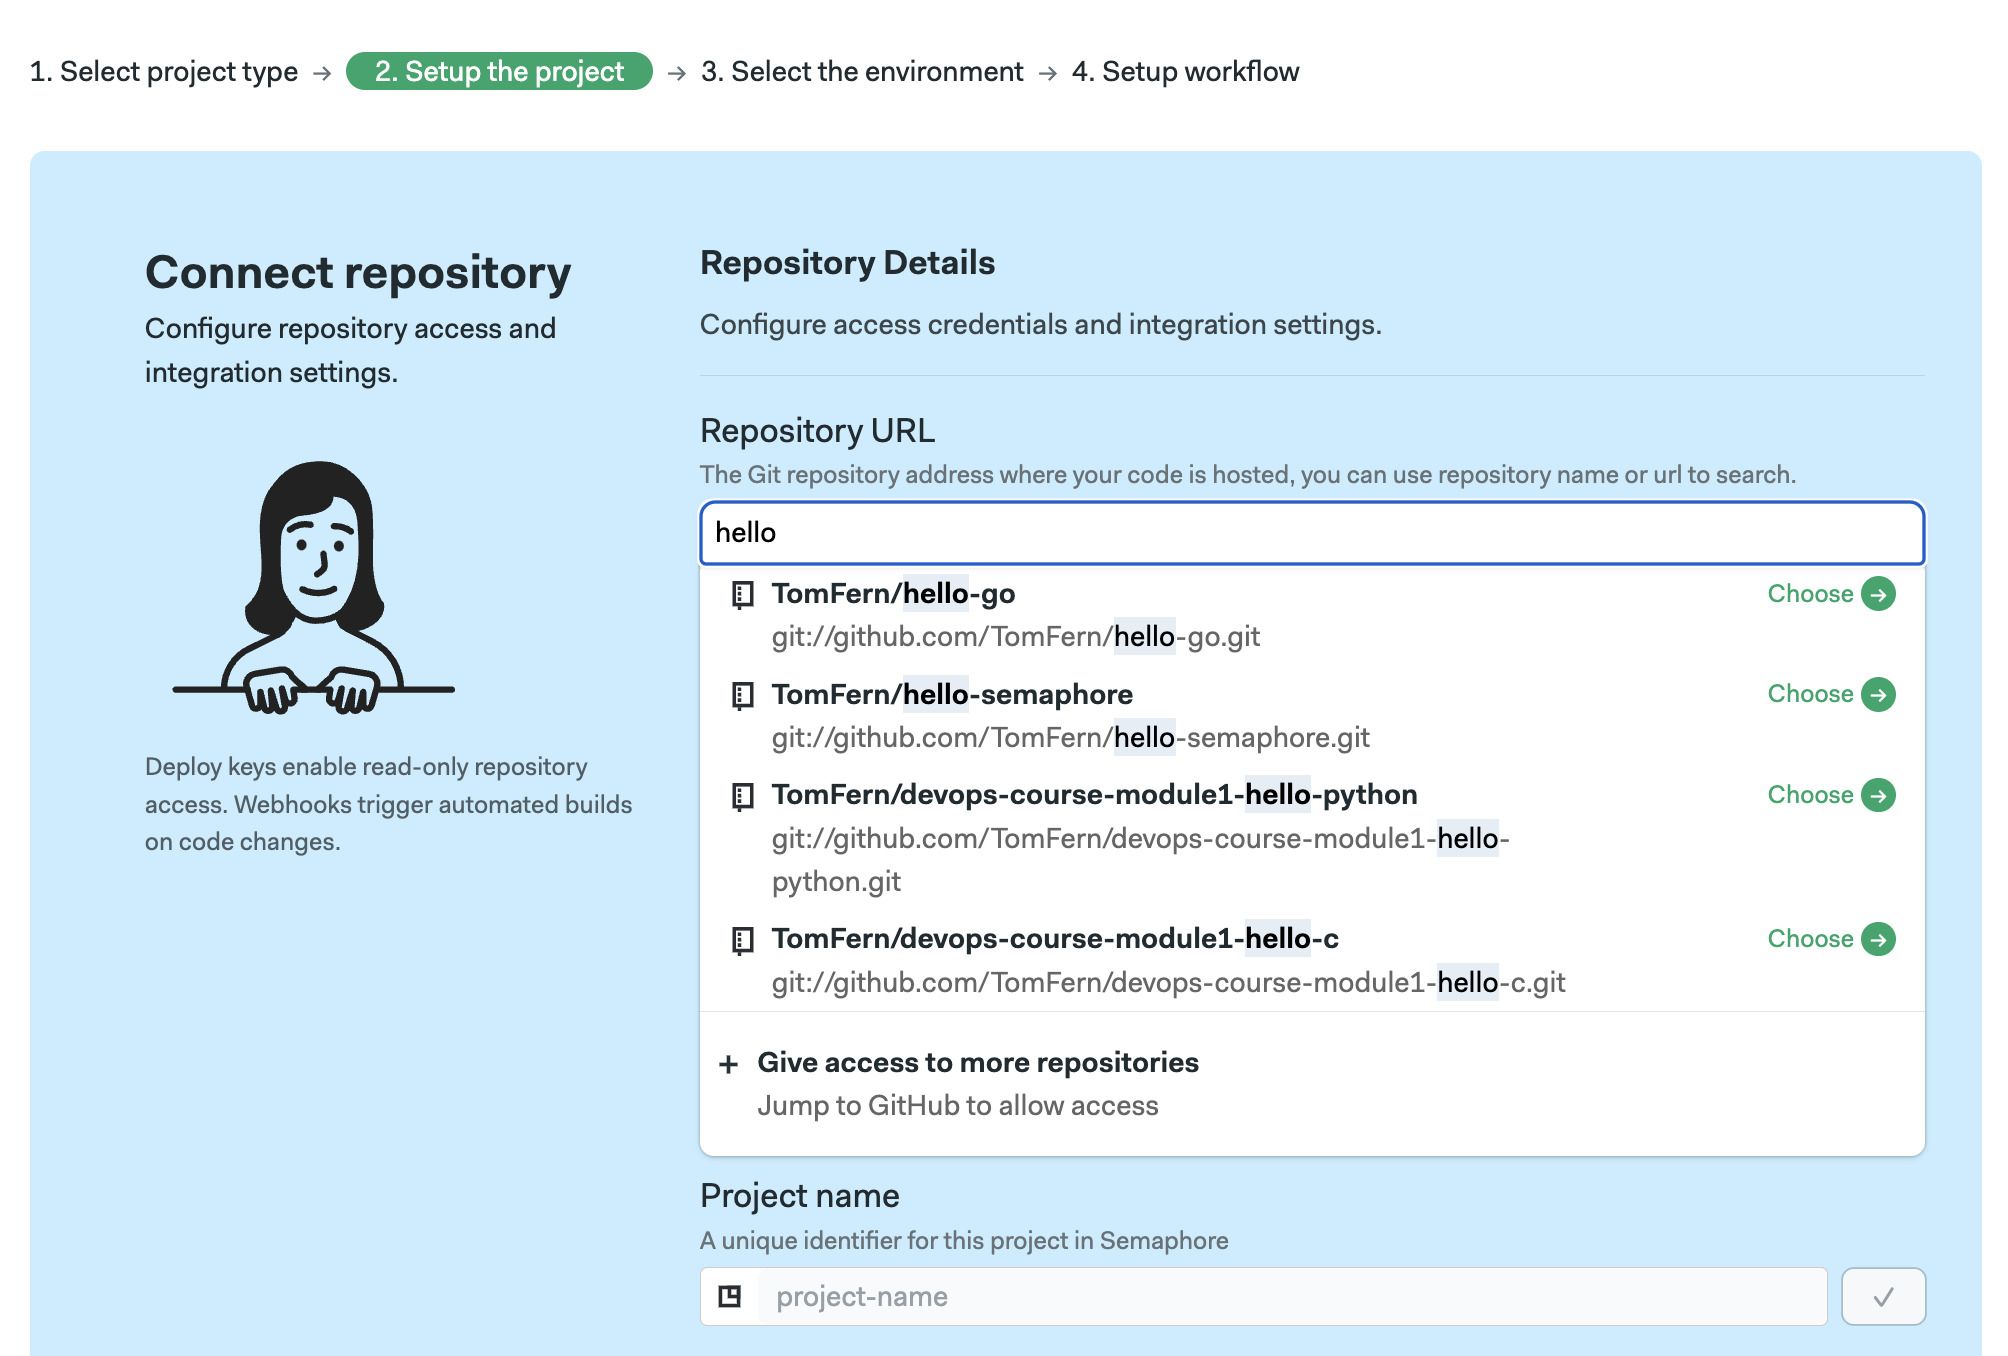 1. Select project type → 2. Setup the project → 3. Select the environment → 4. Setup workflow
Connect repository
Configure repository access and
integration settings.
Deploy keys enable read-only repository
access. Webhooks trigger automated builds
on code changes.
Repository Details
Configure access credentials and integration settings.
Repository URL
The Git repository address where your code is hosted, you can use repository name or url to search.
hello
TomFern/hello-go
Choose
git://github.com/TomFern/hello-go.git
TomFern/hello-semaphore
Choose
git://github.com/TomFern/hello-semaphore.git
TomFern/devops-course-module1-hello-python
Choose
git://github.com/TomFern/devops-course-module1-hello-
python.git
TomFern/devops-course-module1-hello-c
Choose
git://github.com/TomFern/devops-course-module1-hello-c.git
+ Give access to more repositories
Jump to GitHub to allow access
Project name
A unique identifier for this project in Semaphore
project-name